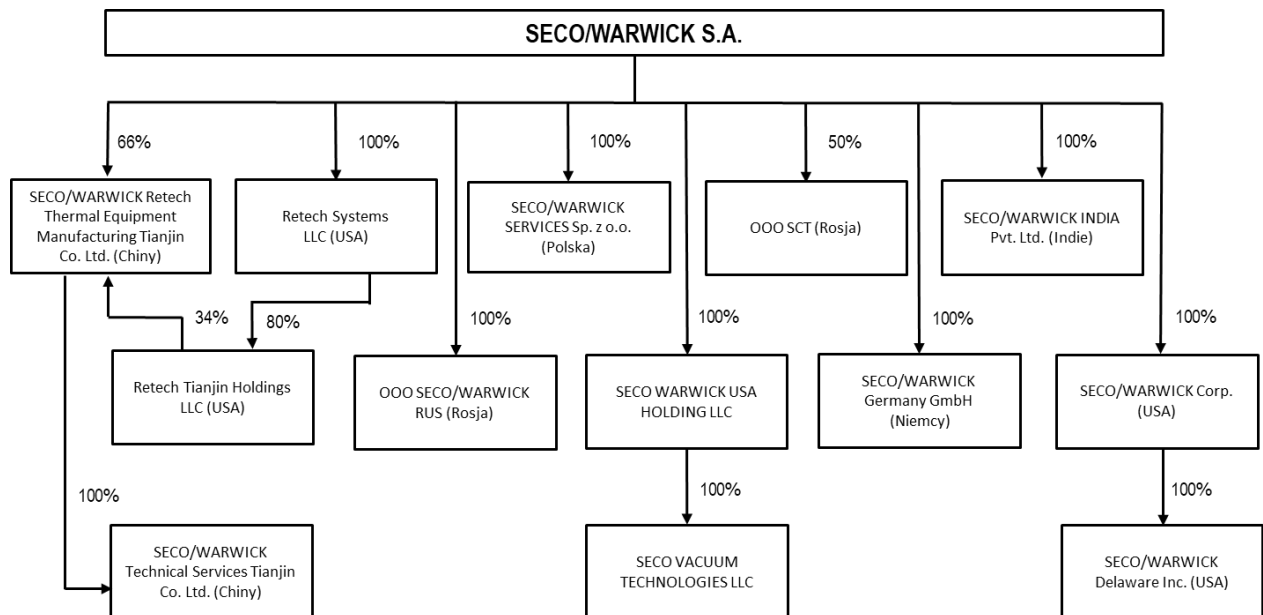 SECO/WARWICK S.A.
66%
100%
100%
50%
100%
SECO/WARWICK Retech
Thermal Equipment
Manufacturing Tianjin
Co. Ltd. (Chiny)
Retech Systems
LLC (USA)
SECO/WARWICK
SERVICES Sp. z o.o.
(Polska)
OOO SCT (Rosja)
SECO/WARWICK INDIA
Pvt. Ltd. (Indie)
34%
80%
100%
100%
100%
100%
Retech Tianjin Holdings
LLC (USA)
OOO SECO/WARWICK
RUS (Rosja)
SECO WARWICK USA
HOLDING LLC
SECO/WARWICK
Germany GmbH
(Niemcy)
SECO/WARWICK Corp.
(USA)
100%
100%
100%
SECO/WARWICK
Technical Services Tianjin
Co. Ltd. (Chiny)
SECO VACUUM
TECHNOLOGIES LLC
SECO/WARWICK
Delaware Inc. (USA)